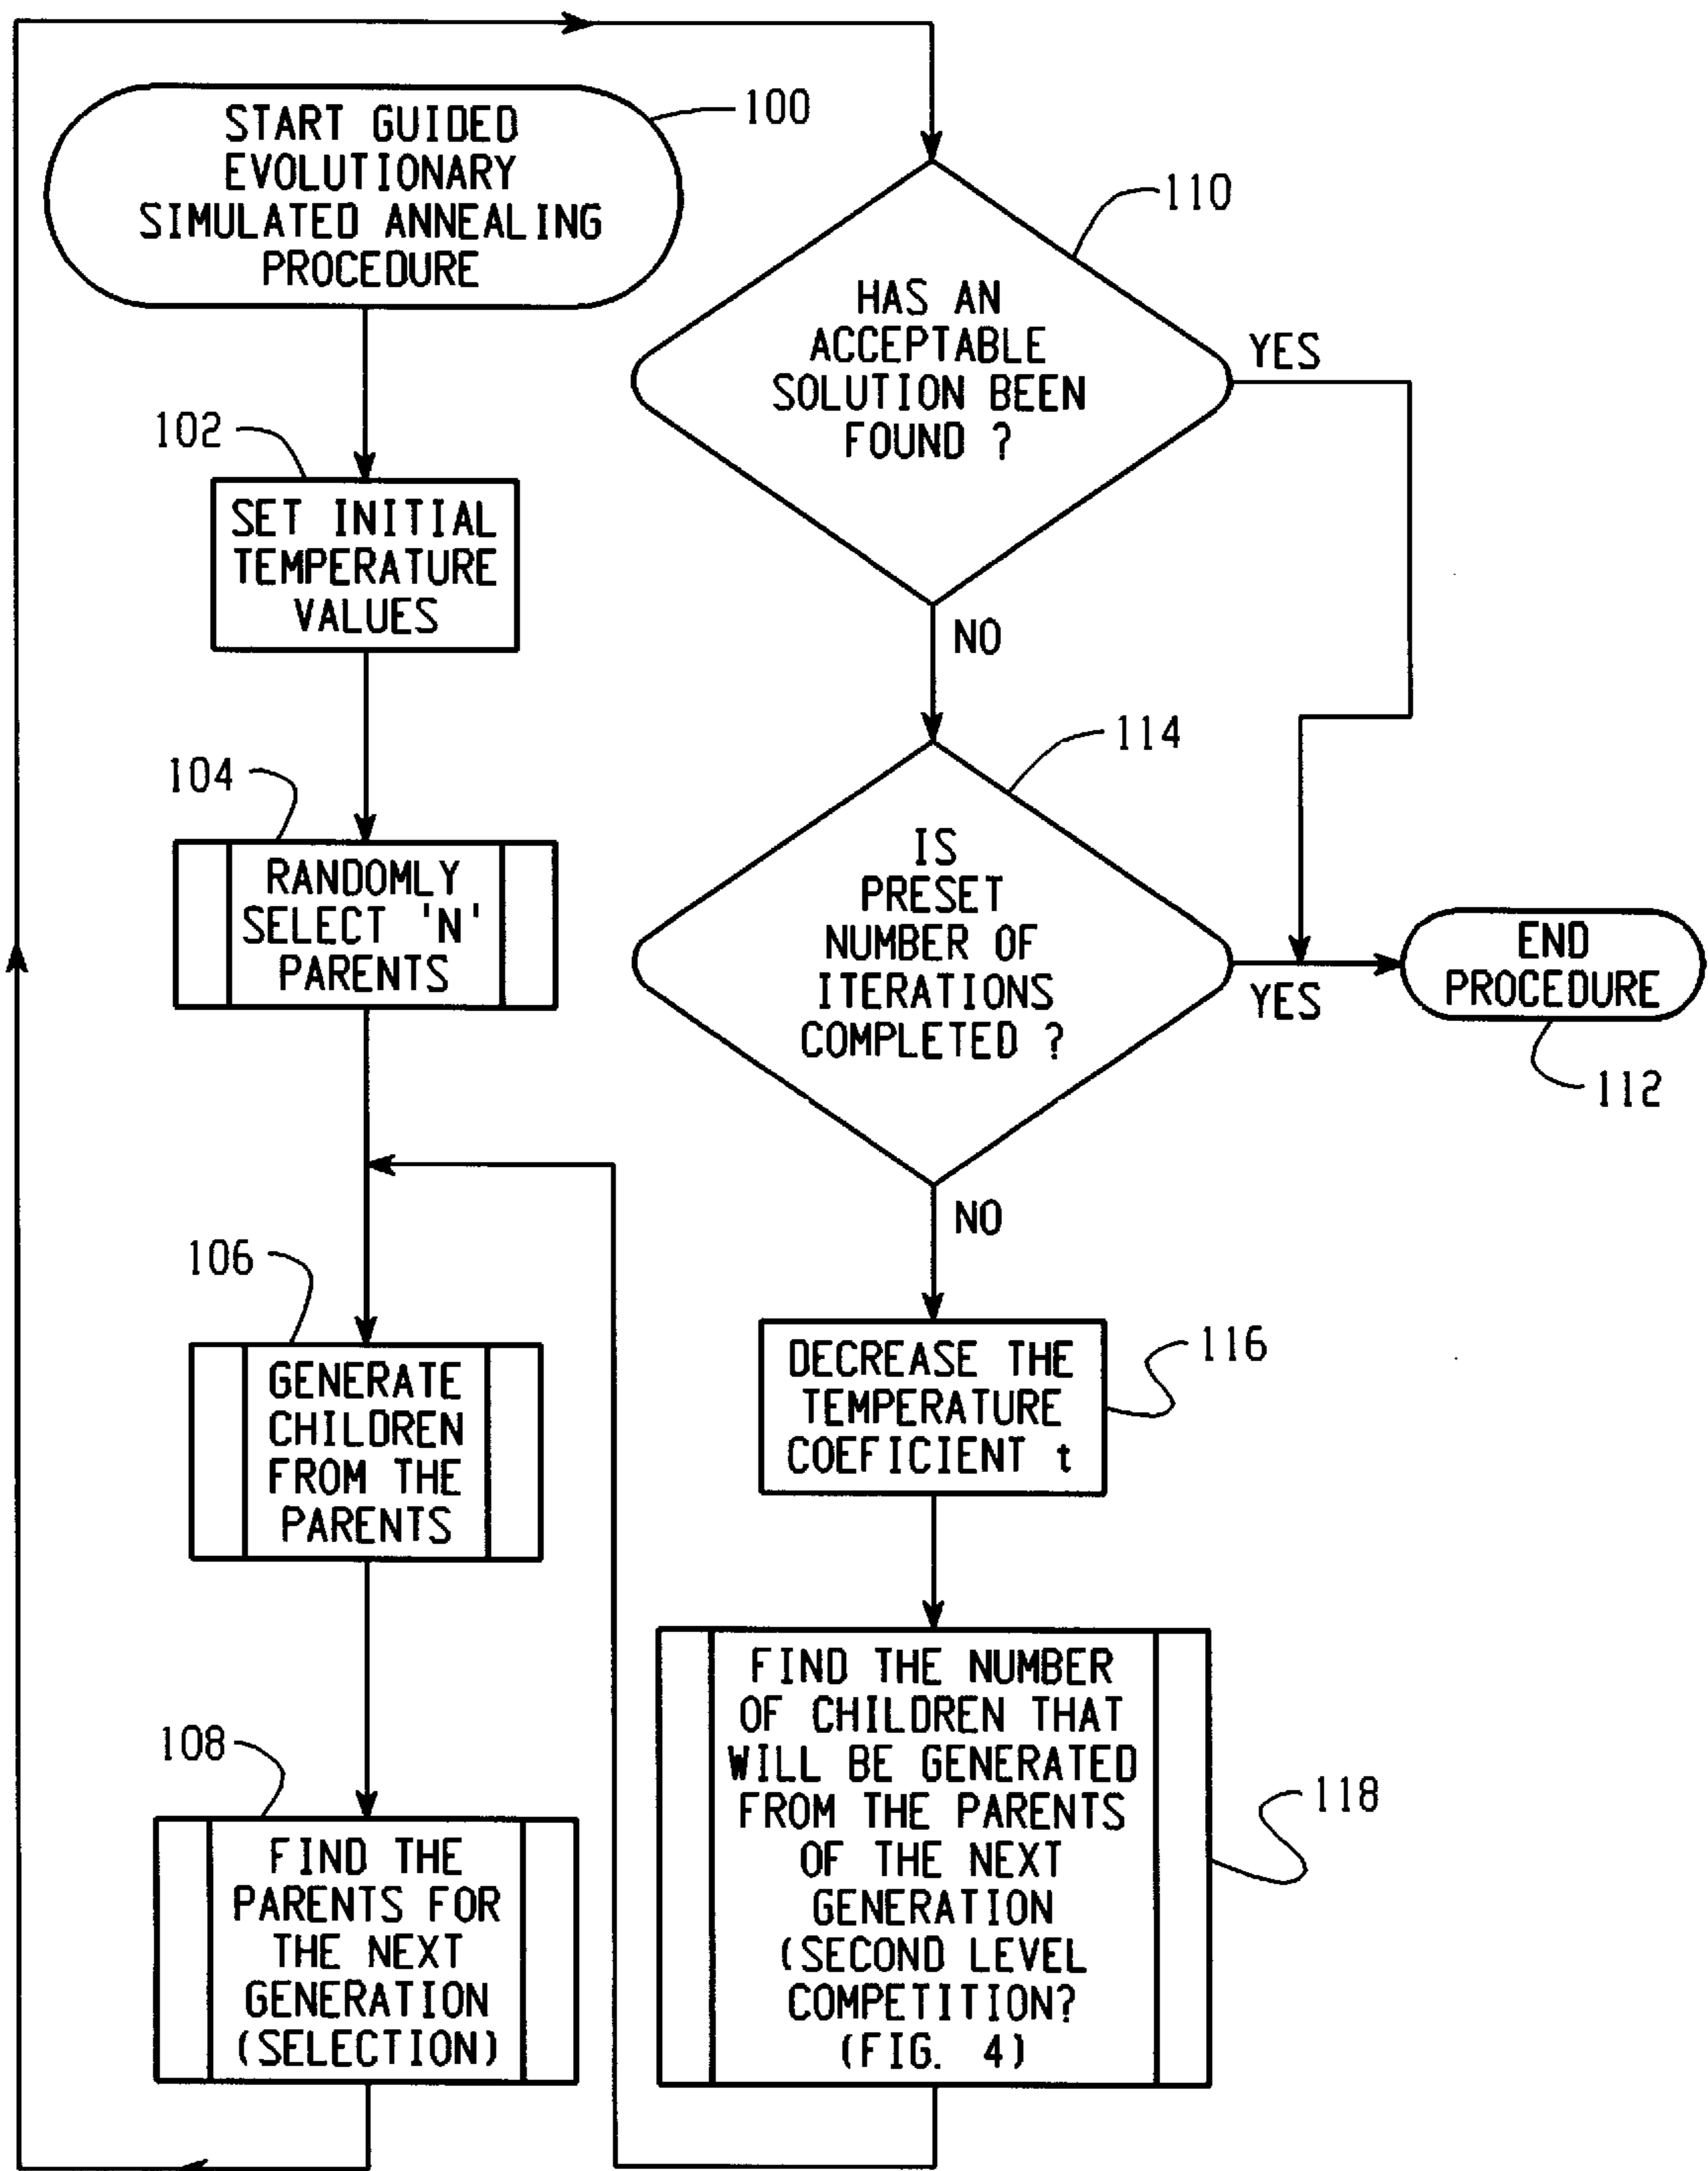 100
START GUIDED
EVOLUTIONARY
SIMULATED ANNEALING
PROCEDURE
102
SET INITIAL
TEMPERATURE
VALUES
104
RANDOMLY
SELECT 'N'
PARENTS
106
GENERATE
CHILDREN
FROM THE
PARENTS
108
FIND THE
PARENTS FOR
THE NEXT
GENERATION
(SELECTION)
110
HAS AN
ACCEPTABLE
SOLUTION BEEN
FOUND ?
YES
NO
114
IS
PRESET
NUMBER OF
ITERATIONS
COMPLETED ?
YES
END
PROCEDURE
112
NO
116
DECREASE THE
TEMPERATURE
COEFICIENT t
118
FIND THE NUMBER
OF CHILDREN THAT
WILL BE GENERATED
FROM THE PARENTS
OF THE NEXT
GENERATION
(SECOND LEVEL
COMPETITION?
(FIG. 4)